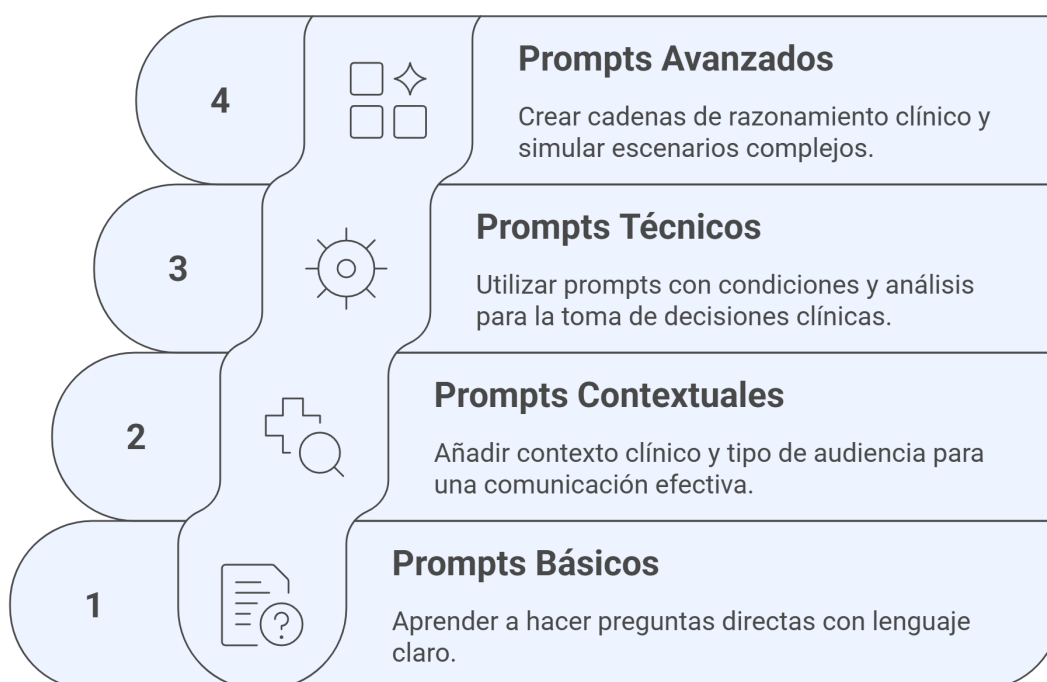 4
Prompts Avanzados
Crear cadenas de razonamiento clínico y
simular escenarios complejos.
3
Prompts Técnicos
Utilizar prompts con condiciones y análisis
para la toma de decisiones clínicas.
2
Prompts Contextuales
Añadir contexto clínico y tipo de audiencia para
una comunicación efectiva.
1
Prompts Básicos
Aprender a hacer preguntas directas con lenguaje
claro.